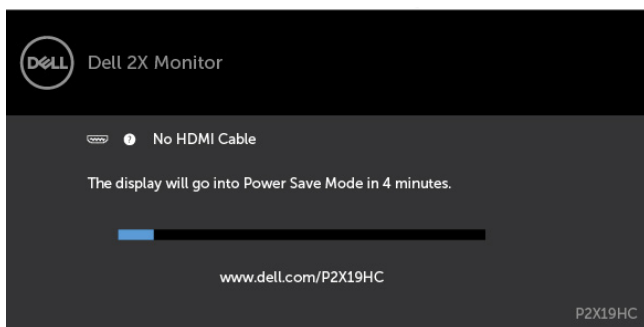 DELL
Dell 2X Monitor
? No HDMI Cable
The display will go into Power Save Mode in 4 minutes.
www.dell.com/P2X19HC
P2X19HC